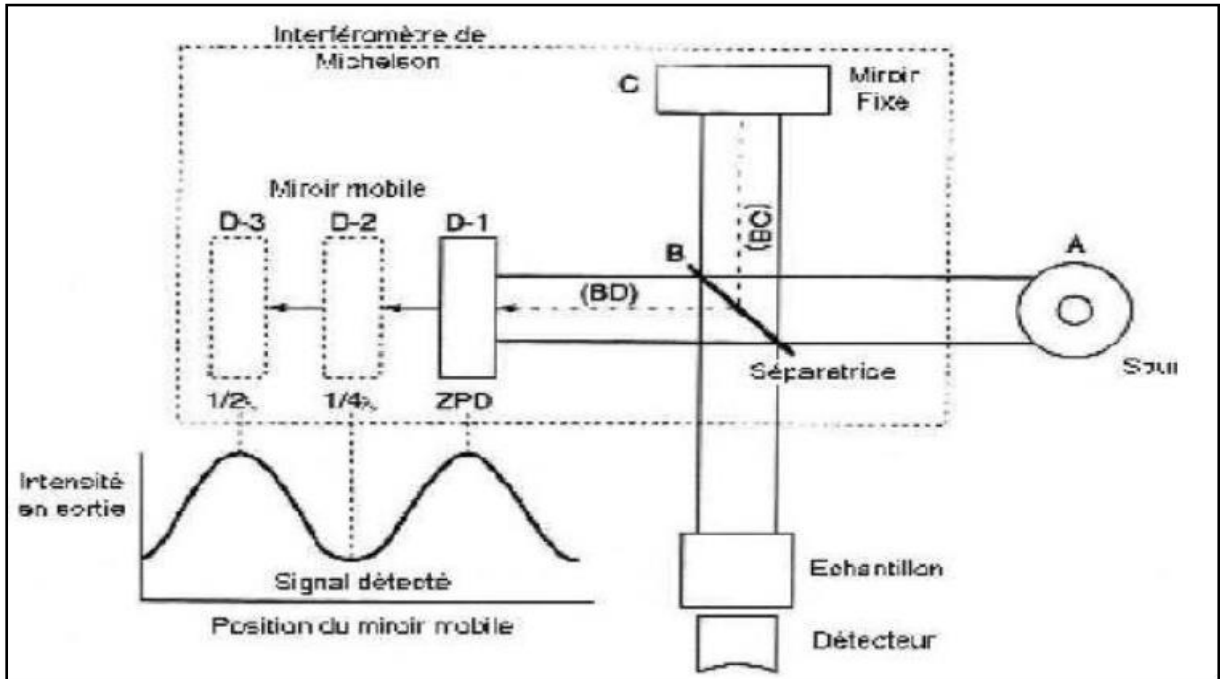 Interféromètre de
Michelson
C
Miroir
Fixe
Miroir mobile
D-3
D-2
D-1
(BC)
B
A
(BD)
Séparetrice
1/2λ
1/4λ
ZPD
Intensité
en sortie
Signal détecté
Position du miroir mobile
Echantillon
Détecteur